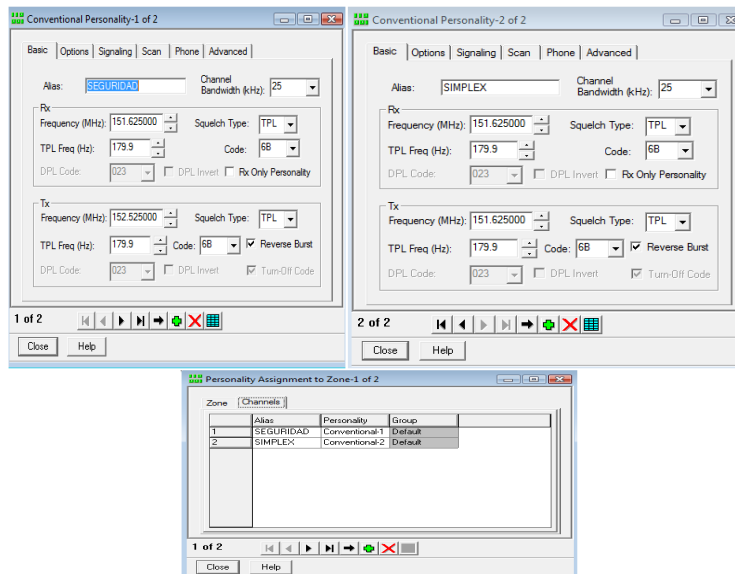 Conventional Personality-1 of 2
Basic Options Signaling Scan Phone Advanced
Alias: SEGURIDAD Channel Bandwidth (kHz): 25
Rx
Frequency (MHz): 151.625000 Squelch Type: TPL
TPL Freq (Hz): 179.9 Code: 6B
DPL Code: 023 DPL Invert Rx Only Personality
Tx
Frequency (MHz): 152.525000 Squelch Type: TPL
TPL Freq (Hz): 179.9 Code: 6B Reverse Burst
DPL Code: 023 DPL Invert Turn-Off Code
1 of 2
Close Help
Conventional Personality-2 of 2
Basic Options Signaling Scan Phone Advanced
Alias: SIMPLEX Channel Bandwidth (kHz): 25
Rx
Frequency (MHz): 151.625000 Squelch Type: TPL
TPL Freq (Hz): 179.9 Code: 6B
DPL Code: 023 DPL Invert Rx Only Personality
Tx
Frequency (MHz): 151.625000 Squelch Type: TPL
TPL Freq (Hz): 179.9 Code: 6B Reverse Burst
DPL Code: 023 DPL Invert Turn-Off Code
2 of 2
Close Help
Personality Assignment to Zone-1 of 2
Zone Channels
Alias Personality Group
1 SEGURIDAD Conventional-1 Default
2 SIMPLEX Conventional-2 Default
1 of 2
Close Help